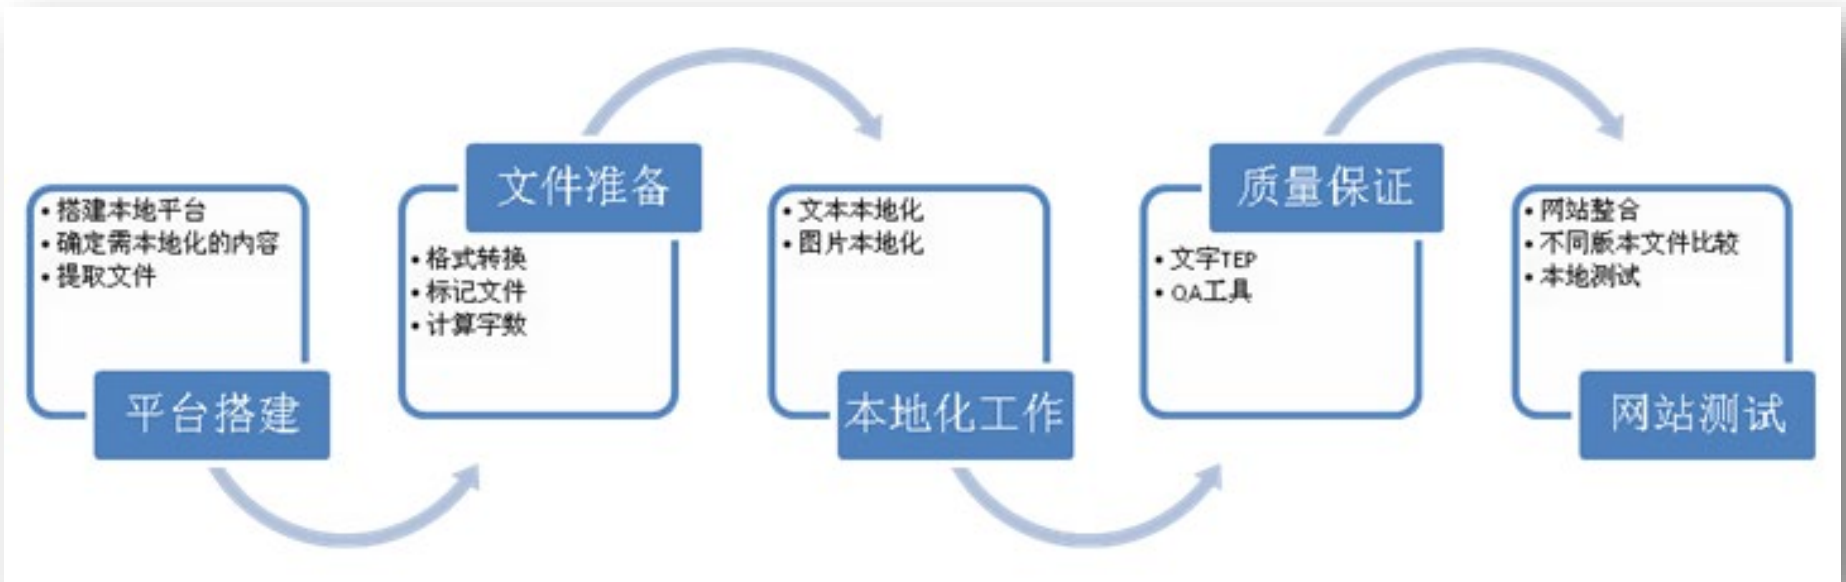 • 搭建本地平台
• 确定需本地化的内容
• 提取文件
平台搭建
文件准备
• 格式转换
• 标记文件
• 计算字数
• 文本本地化
• 图片本地化
本地化工作
质量保证
• 文字TEP
• QA工具
• 网站整合
• 不同版本文件比较
• 本地测试
网站测试